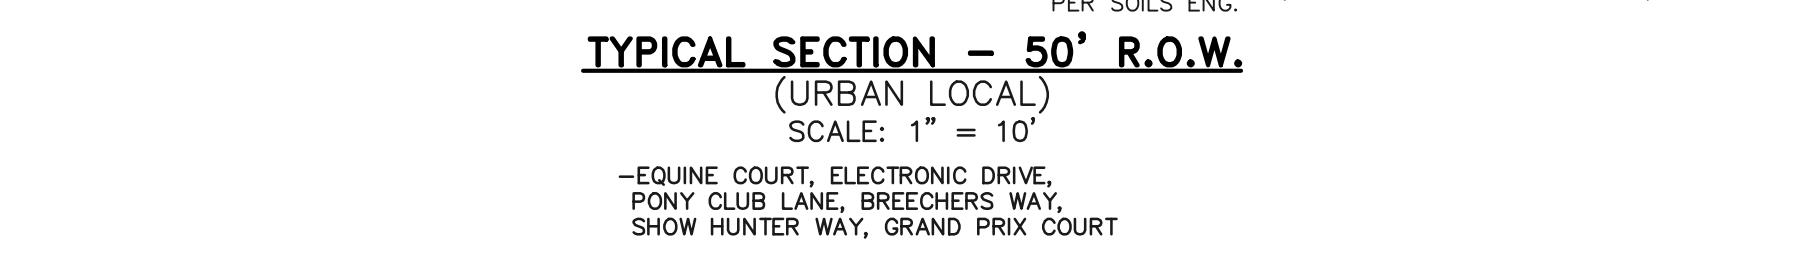 PER SOILS ENG.
TYPICAL SECTION - 50' R.O.W.
(URBAN LOCAL)
SCALE: 1" = 10'
-EQUINE COURT, ELECTRONIC DRIVE,
PONY CLUB LANE, BREECHERS WAY,
SHOW HUNTER WAY, GRAND PRIX COURT